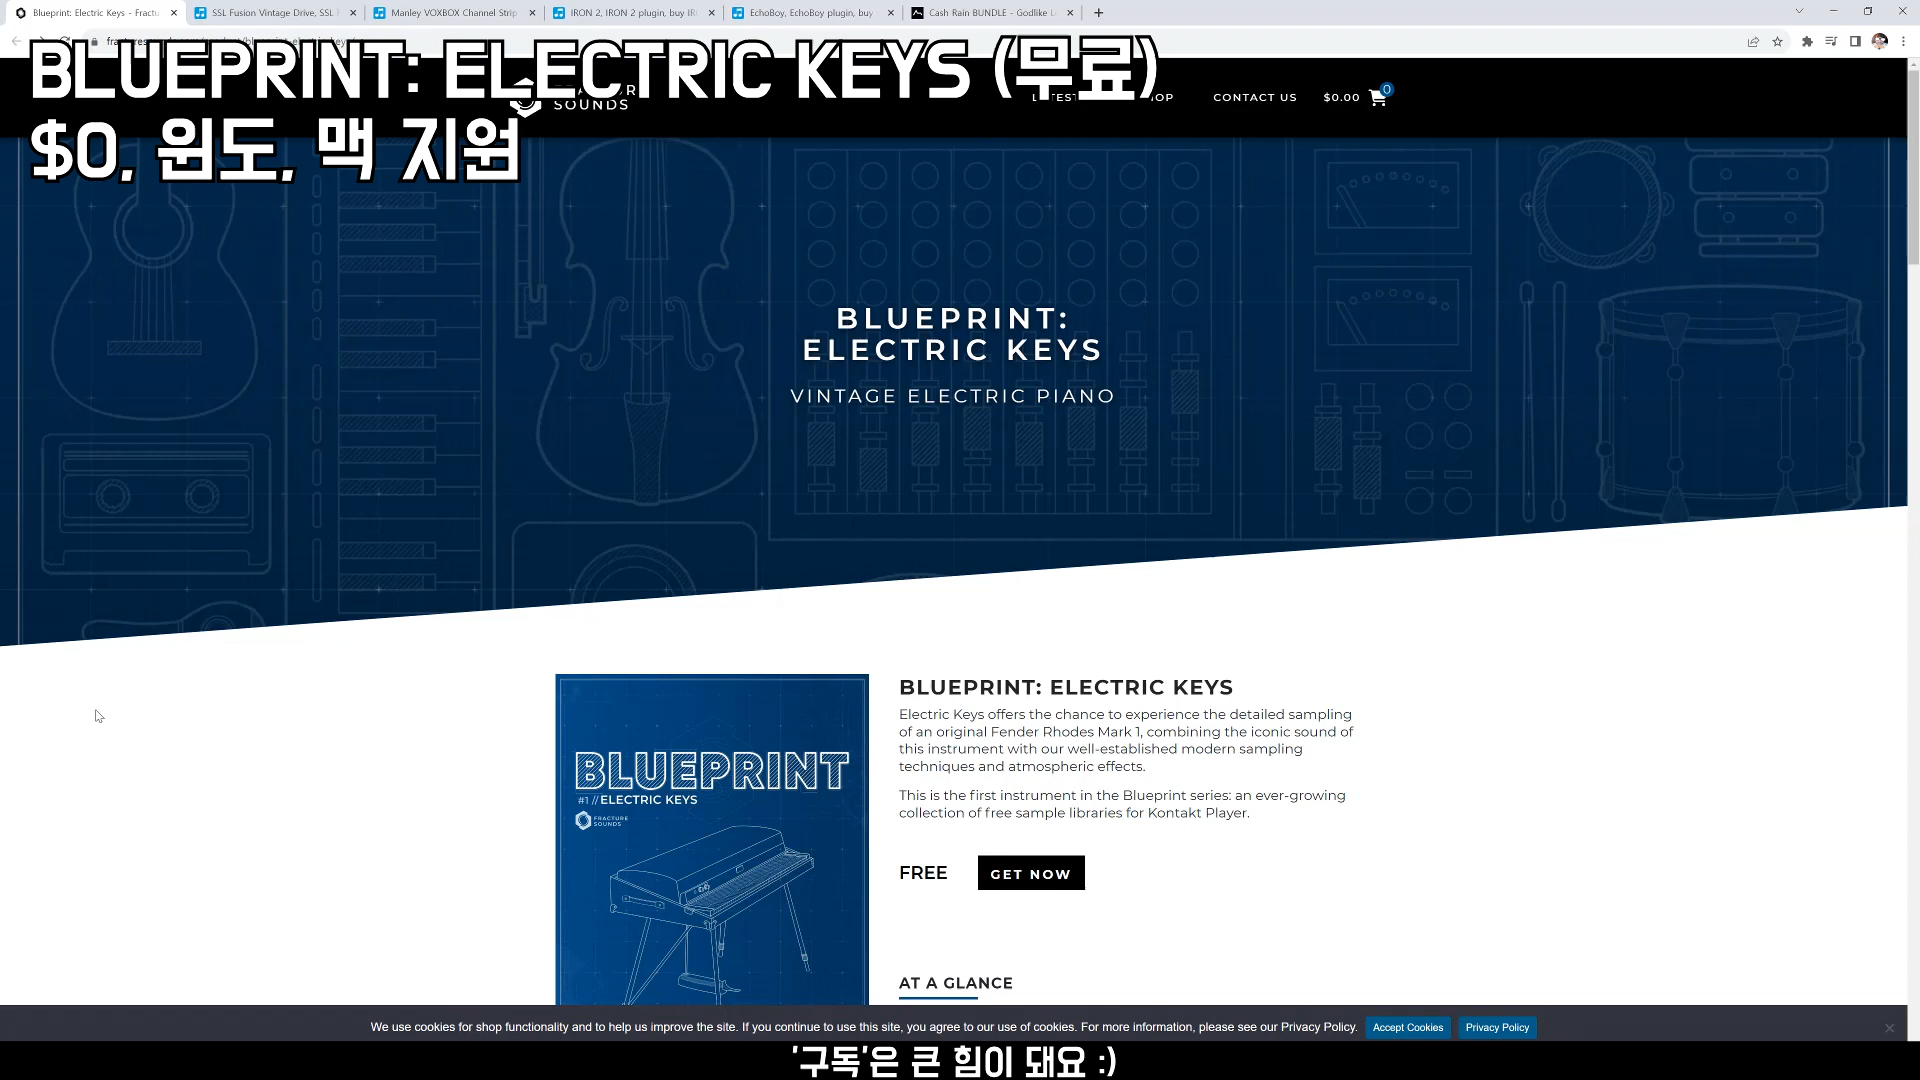 Blueprint: Electric Keys - Fractu
SSL Fusion Vintage Drive, SSL
Manley VOXBOX Channel Strip
IRON 2, IRON 2 plugin, buy IR
EchoBoy, EchoBoy plugin, buy
Cash Rain BUNDLE - Godlike L
BLUEPRINT: ELECTRIC KEYS (무료)
$0, 윈도, 맥 지원
SOUNDS
CONTACT US
$0.00
0
BLUEPRINT:
ELECTRIC KEYS
VINTAGE ELECTRIC PIANO
BLUEPRINT
#1 // ELECTRIC KEYS
FRACTURE
SOUNDS
BLUEPRINT: ELECTRIC KEYS
Electric Keys offers the chance to experience the detailed sampling
of an original Fender Rhodes Mark 1, combining the iconic sound of
this instrument with our well-established modern sampling
techniques and atmospheric effects.
This is the first instrument in the Blueprint series: an ever-growing
collection of free sample libraries for Kontakt Player.
FREE
GET NOW
AT A GLANCE
We use cookies for shop functionality and to help us improve the site. If you continue to use this site, you agree to our use of cookies. For more information, please see our Privacy Policy.
Accept Cookies
Privacy Policy
'구독'은 큰 힘이 돼요 :)